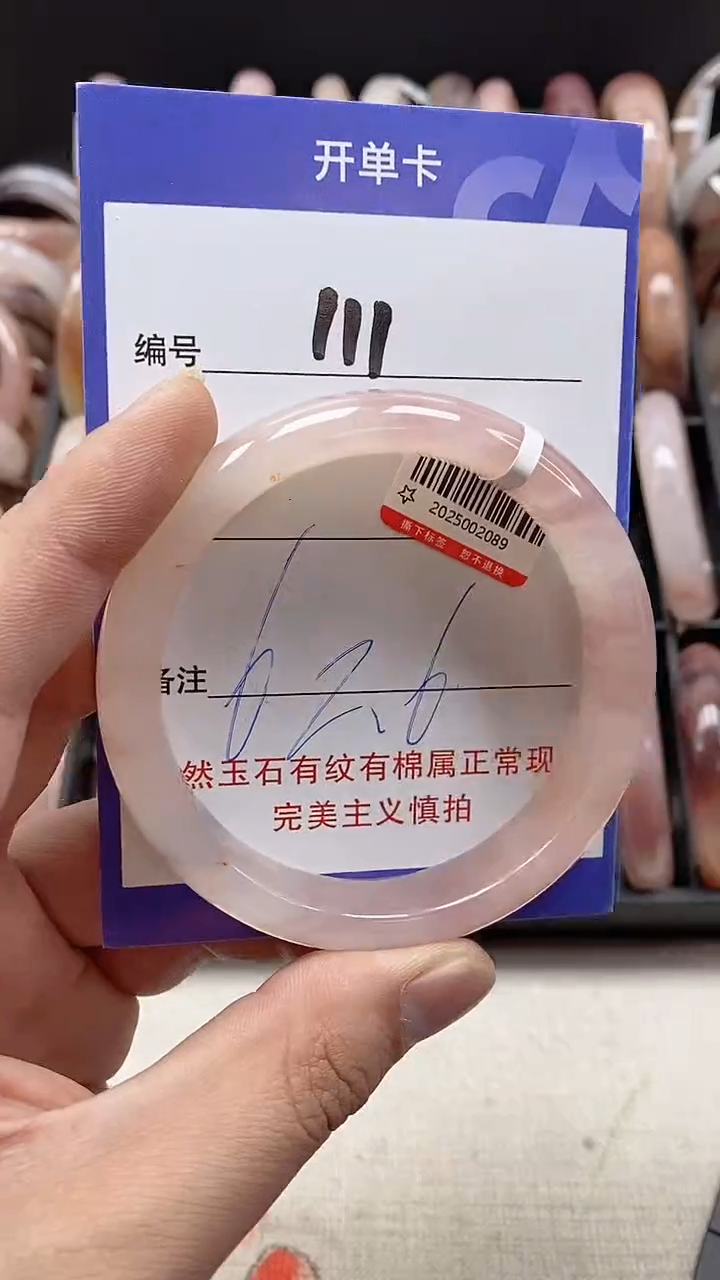 开单卡
编号 111
2025002089
撕下标签 恕不退换
备注 62.6
然玉石有纹有棉属正常现
完美主义慎拍